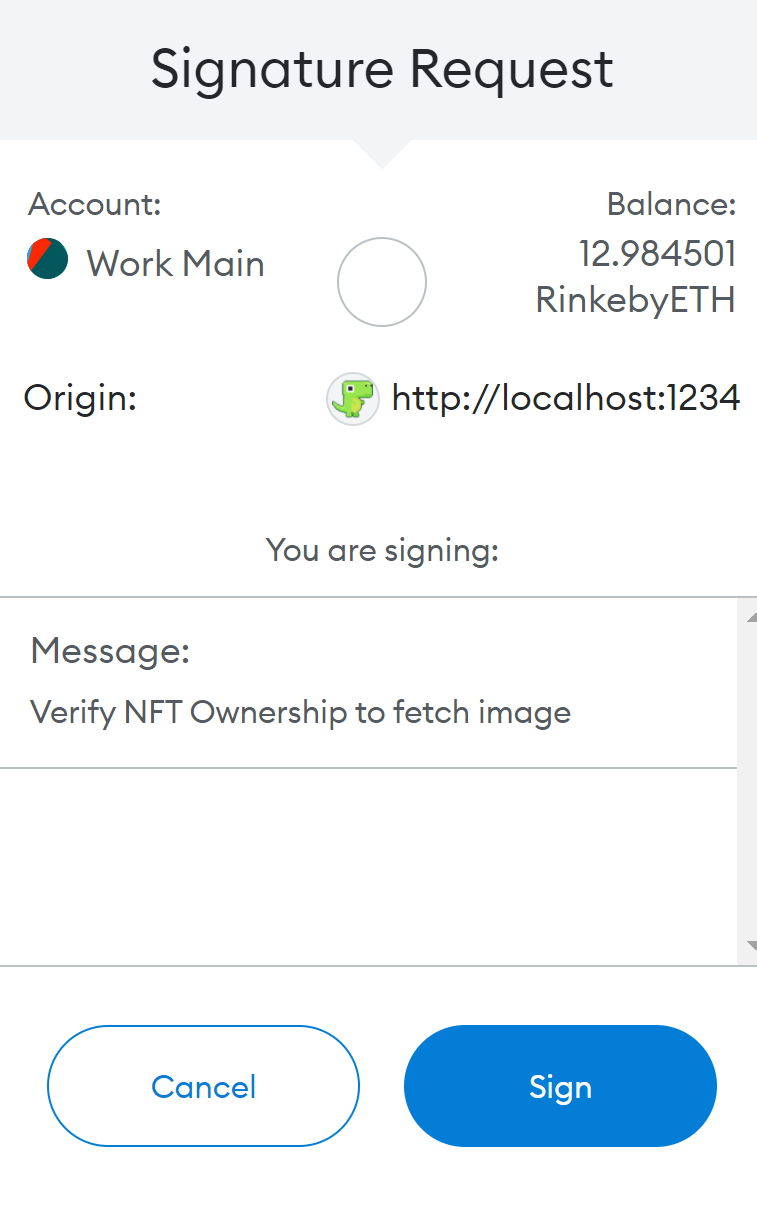 Signature Request
Account:
Balance:
Work Main
12.984501
RinkebyETH
Origin:
http://localhost:1234
You are signing:
Message:
Verify NFT Ownership to fetch image
Cancel
Sign